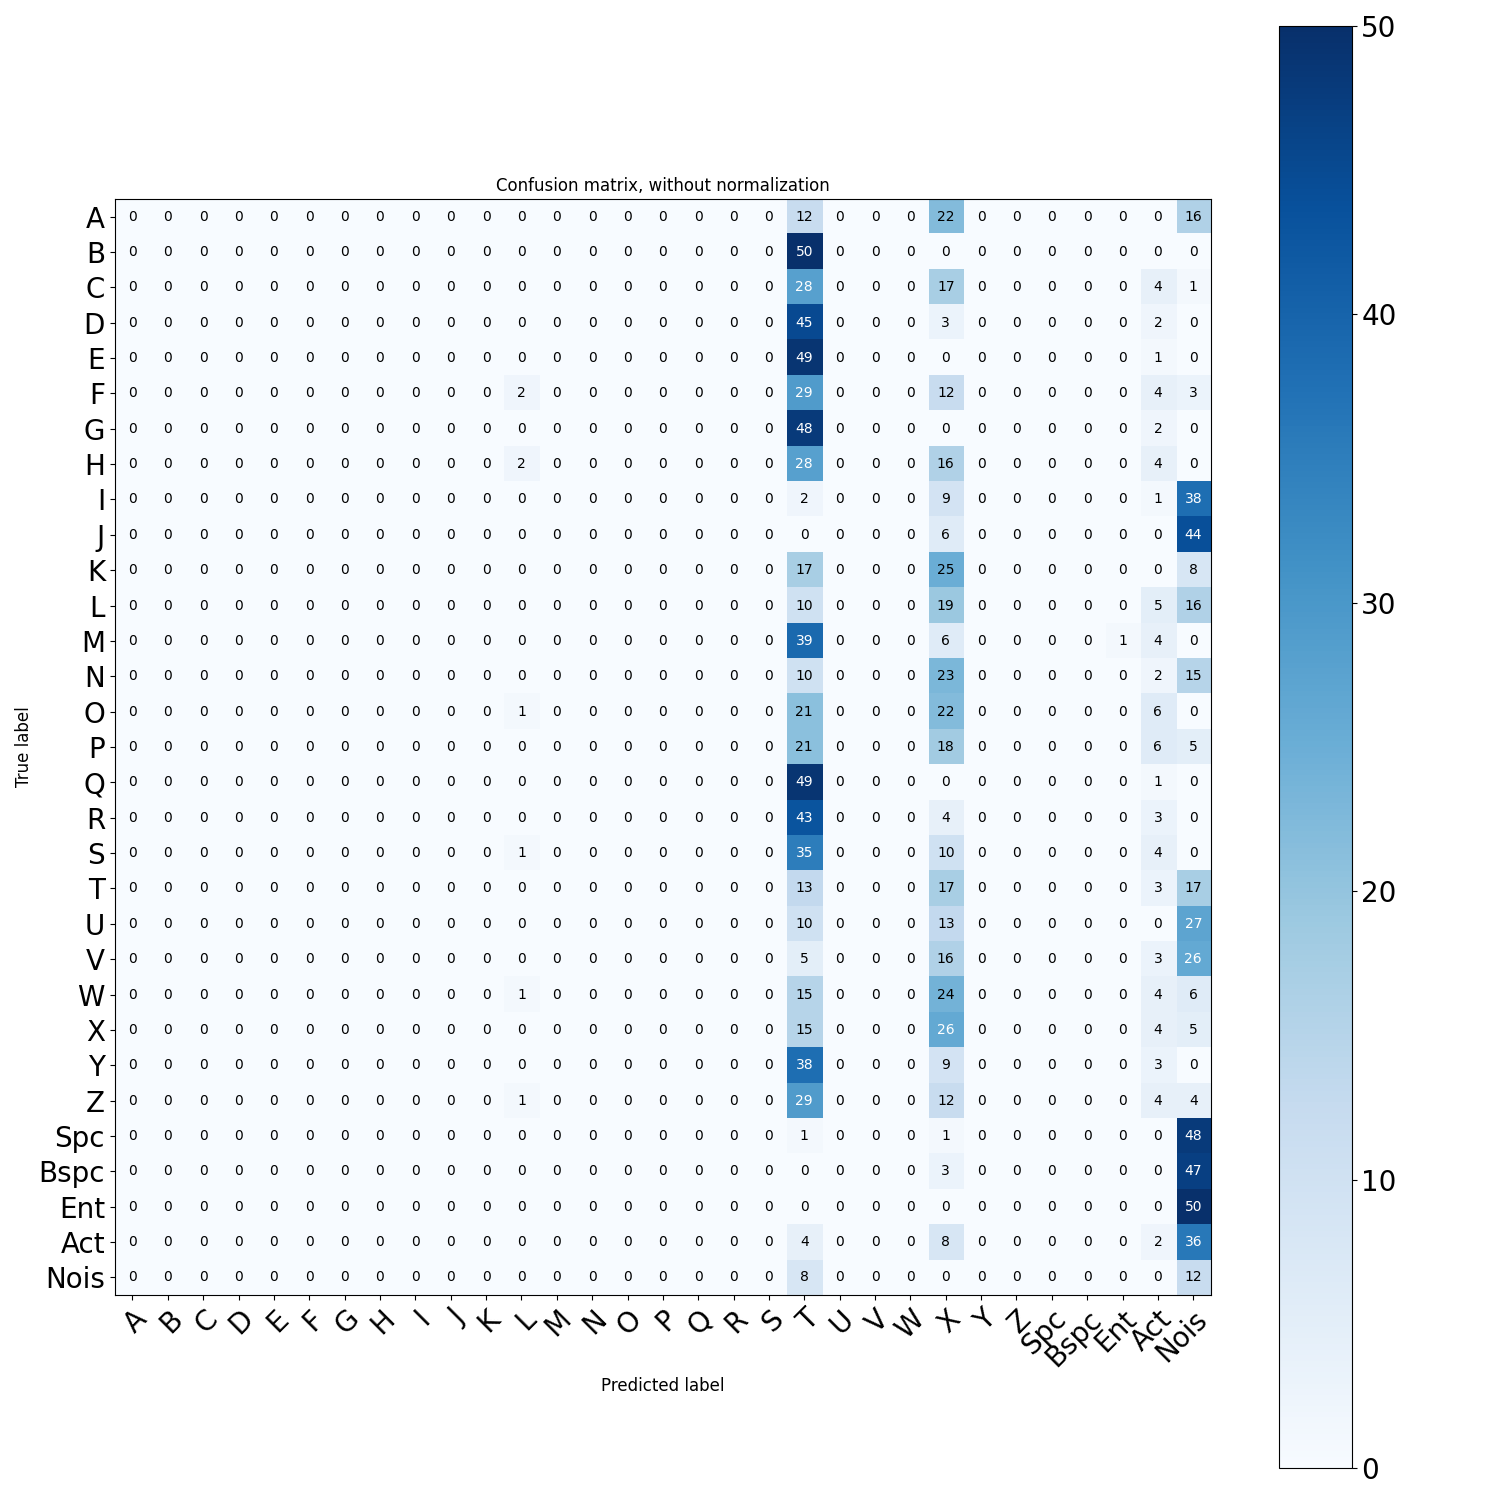 Confusion matrix, without normalization
A 0 0 0 0 0 0 0 0 0 0 0 0 0 0 0 0 0 0 0 12 0 0 0 22 0 0 0 0 0 0 16
B 0 0 0 0 0 0 0 0 0 0 0 0 0 0 0 0 0 0 0 50 0 0 0 0 0 0 0 0 0 0 0
C 0 0 0 0 0 0 0 0 0 0 0 0 0 0 0 0 0 0 0 28 0 0 0 17 0 0 0 0 0 4 1
D 0 0 0 0 0 0 0 0 0 0 0 0 0 0 0 0 0 0 0 45 0 0 0 3 0 0 0 0 0 2 0
E 0 0 0 0 0 0 0 0 0 0 0 0 0 0 0 0 0 0 0 49 0 0 0 0 0 0 0 0 0 1 0
F 0 0 0 0 0 0 0 0 0 0 0 2 0 0 0 0 0 0 0 29 0 0 0 12 0 0 0 0 0 4 3
G 0 0 0 0 0 0 0 0 0 0 0 0 0 0 0 0 0 0 0 48 0 0 0 0 0 0 0 0 0 2 0
H 0 0 0 0 0 0 0 0 0 0 0 2 0 0 0 0 0 0 0 28 0 0 0 16 0 0 0 0 0 4 0
I 0 0 0 0 0 0 0 0 0 0 0 0 0 0 0 0 0 0 0 2 0 0 0 9 0 0 0 0 0 1 38
J 0 0 0 0 0 0 0 0 0 0 0 0 0 0 0 0 0 0 0 0 0 0 0 6 0 0 0 0 0 0 44
K 0 0 0 0 0 0 0 0 0 0 0 0 0 0 0 0 0 0 0 17 0 0 0 25 0 0 0 0 0 0 8
L 0 0 0 0 0 0 0 0 0 0 0 0 0 0 0 0 0 0 0 10 0 0 0 19 0 0 0 0 0 5 16
M 0 0 0 0 0 0 0 0 0 0 0 0 0 0 0 0 0 0 0 39 0 0 0 6 0 0 0 0 1 4 0
N 0 0 0 0 0 0 0 0 0 0 0 0 0 0 0 0 0 0 0 10 0 0 0 23 0 0 0 0 0 2 15
O 0 0 0 0 0 0 0 0 0 0 0 1 0 0 0 0 0 0 0 21 0 0 0 22 0 0 0 0 0 6 0
P 0 0 0 0 0 0 0 0 0 0 0 0 0 0 0 0 0 0 0 21 0 0 0 18 0 0 0 0 0 6 5
Q 0 0 0 0 0 0 0 0 0 0 0 0 0 0 0 0 0 0 0 49 0 0 0 0 0 0 0 0 0 1 0
R 0 0 0 0 0 0 0 0 0 0 0 0 0 0 0 0 0 0 0 43 0 0 0 4 0 0 0 0 0 3 0
S 0 0 0 0 0 0 0 0 0 0 0 1 0 0 0 0 0 0 0 35 0 0 0 10 0 0 0 0 0 4 0
T 0 0 0 0 0 0 0 0 0 0 0 0 0 0 0 0 0 0 0 13 0 0 0 17 0 0 0 0 0 3 17
U 0 0 0 0 0 0 0 0 0 0 0 0 0 0 0 0 0 0 0 10 0 0 0 13 0 0 0 0 0 0 27
V 0 0 0 0 0 0 0 0 0 0 0 0 0 0 0 0 0 0 0 5 0 0 0 16 0 0 0 0 0 3 26
W 0 0 0 0 0 0 0 0 0 0 0 1 0 0 0 0 0 0 0 15 0 0 0 24 0 0 0 0 0 4 6
X 0 0 0 0 0 0 0 0 0 0 0 0 0 0 0 0 0 0 0 15 0 0 0 26 0 0 0 0 0 4 5
Y 0 0 0 0 0 0 0 0 0 0 0 0 0 0 0 0 0 0 0 38 0 0 0 9 0 0 0 0 0 3 0
Z 0 0 0 0 0 0 0 0 0 0 0 1 0 0 0 0 0 0 0 29 0 0 0 12 0 0 0 0 0 4 4
Spc 0 0 0 0 0 0 0 0 0 0 0 0 0 0 0 0 0 0 0 1 0 0 0 1 0 0 0 0 0 0 48
Bspc 0 0 0 0 0 0 0 0 0 0 0 0 0 0 0 0 0 0 0 0 0 0 0 3 0 0 0 0 0 0 47
Ent 0 0 0 0 0 0 0 0 0 0 0 0 0 0 0 0 0 0 0 0 0 0 0 0 0 0 0 0 0 0 50
Act 0 0 0 0 0 0 0 0 0 0 0 0 0 0 0 0 0 0 0 4 0 0 0 8 0 0 0 0 0 2 36
Nois 0 0 0 0 0 0 0 0 0 0 0 0 0 0 0 0 0 0 0 8 0 0 0 0 0 0 0 0 0 0 12
A B C D E F G H I J K L M N O P Q R S T U V W X Y Z Spc Bspc Ent Act Nois
Predicted label
True label
50
40
30
20
10
0